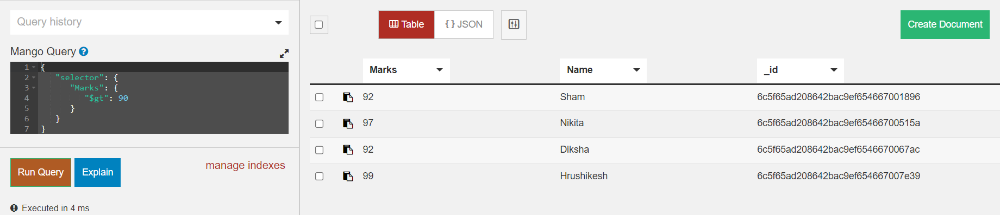 Query history
Mango Query
1 {
2 "selector": {
3 "Marks": {
4 "$gt": 90
5 }
6 }
7 }
Run Query Explain manage indexes
Executed in 4 ms
Table {} JSON Create Document
Marks Name _id
92 Sham 6c5f65ad208642bac9ef654667001896
97 Nikita 6c5f65ad208642bac9ef65466700515a
92 Diksha 6c5f65ad208642bac9ef6546670067ac
99 Hrushikesh 6c5f65ad208642bac9ef654667007e39